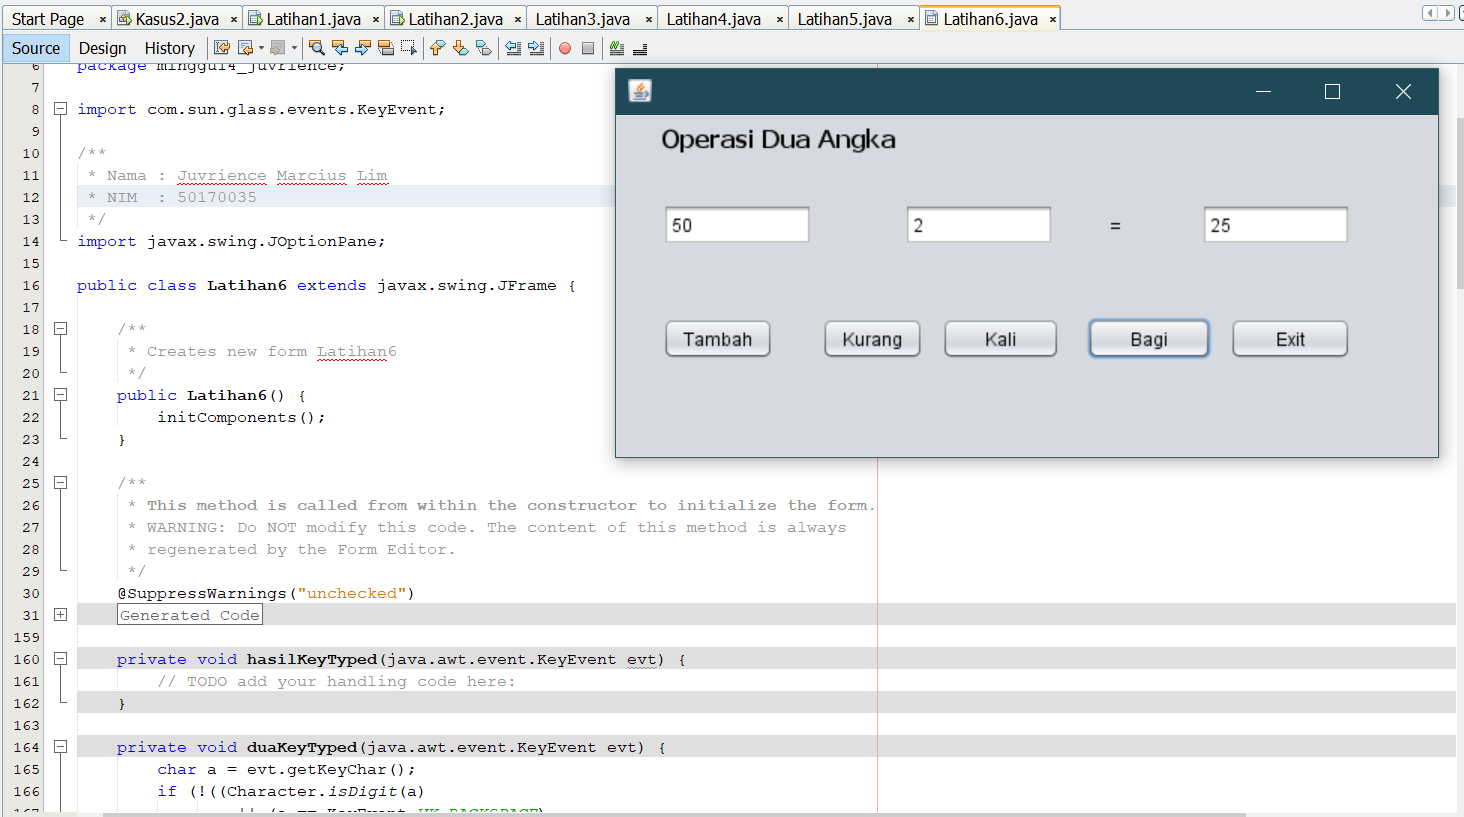 Start Page × Kasus2.java × Latihan1.java × Latihan2.java × Latihan3.java × Latihan4.java × Latihan5.java × Latihan6.java ×
Source Design History
6 package minggu14_juvrience;
7
8 import com.sun.glass.events.KeyEvent;
9
10 /**
11 * Nama : Juvrience Marcius Lim
12 * NIM : 50170035
13 */
14 import javax.swing.JOptionPane;
15
16 public class Latihan6 extends javax.swing.JFrame {
17
18 /**
19 * Creates new form Latihan6
20 */
21 public Latihan6() {
22 initComponents();
23 }
24
25 /**
26 * This method is called from within the constructor to initialize the form.
27 * WARNING: Do NOT modify this code. The content of this method is always
28 * regenerated by the Form Editor.
29 */
30 @SuppressWarnings("unchecked")
31 Generated Code
159
160 private void hasilKeyTyped(java.awt.event.KeyEvent evt) {
161 // TODO add your handling code here:
162 }
163
164 private void duaKeyTyped(java.awt.event.KeyEvent evt) {
165 char a = evt.getKeyChar();
166 if (!((Character.isDigit(a)
167 || (a == KeyEvent.VK_BACKSPACE)
Operasi Dua Angka
50 2 = 25
Tambah Kurang Kali Bagi Exit